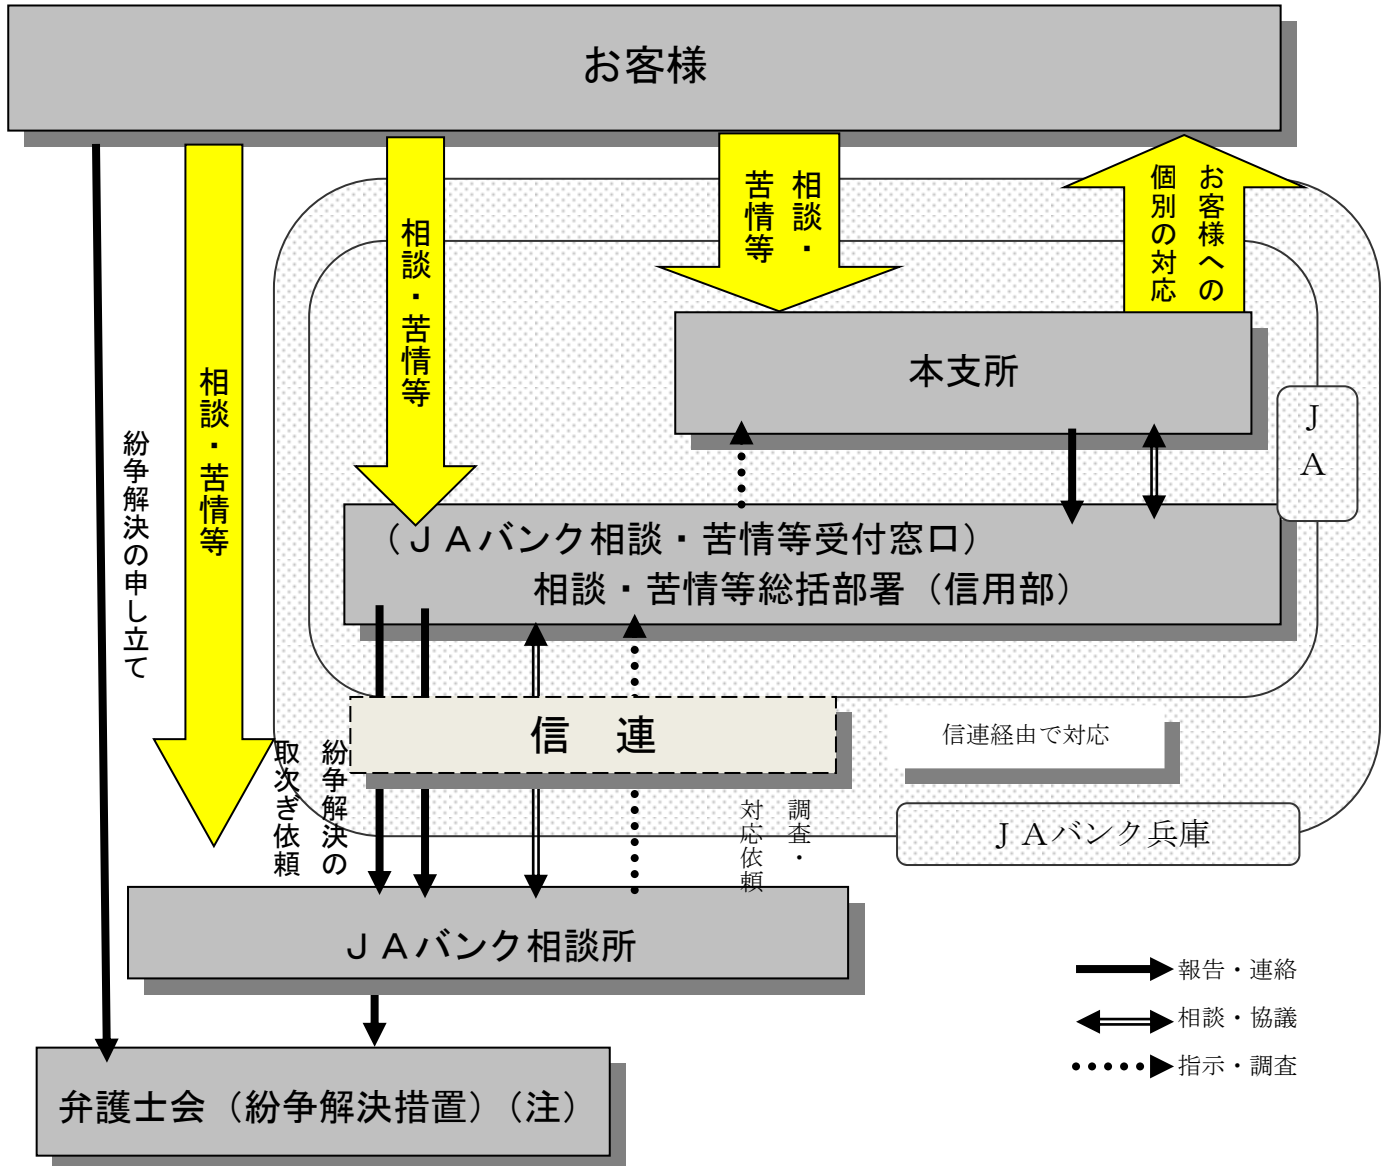 お客様
相談・
苦情等
お客様への
個別の対応
相談・苦情等
相談・苦情等
紛争解決の申し立て
本支所
ＪＡ
（ＪＡバンク相談・苦情等受付窓口）
相談・苦情等総括部署（信用部）
信　連
信連経由で対応
紛争解決の
取次ぎ依頼
調査・
対応依頼
ＪＡバンク兵庫
ＪＡバンク相談所
報告・連絡
相談・協議
指示・調査
弁護士会（紛争解決措置）（注）